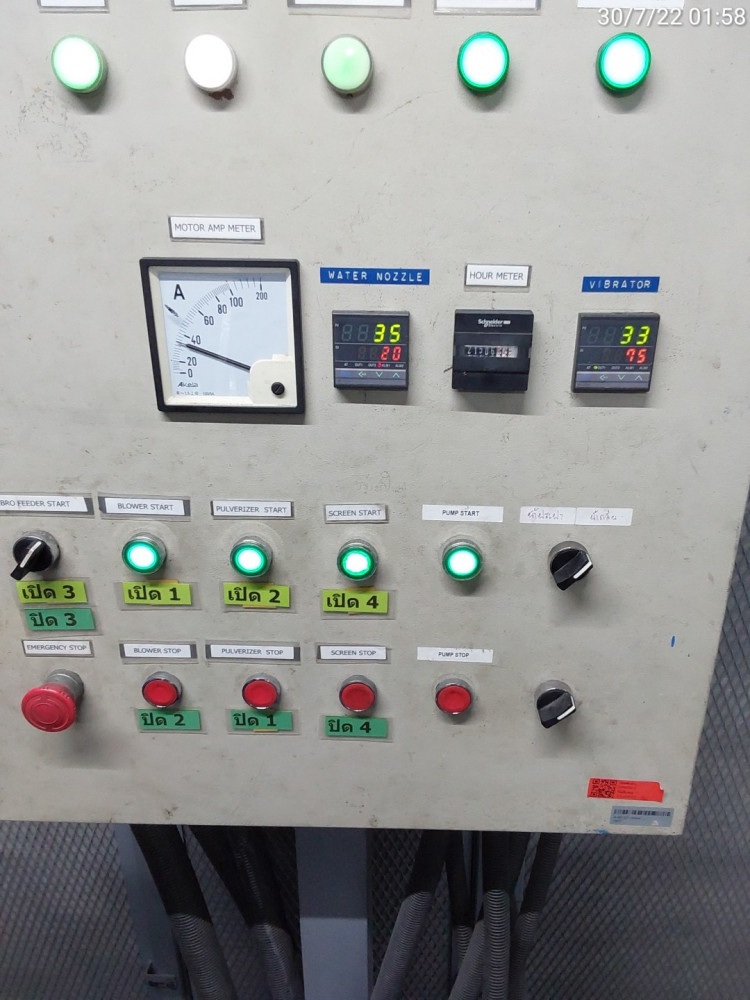 30/7/22 01:58
MOTOR AMP METER
WATER NOZZLE
HOUR METER
VIBRATOR
A
200
100
80
60
40
20
0
35
20
Schneider
Electric
33
75
BRO FEEDER START
BLOWER START
PULVERIZER START
SCREEN START
PUMP START
เปิด 3
เปิด 1
เปิด 2
เปิด 4
ปิด 3
EMERGENCY STOP
BLOWER STOP
PULVERIZER STOP
SCREEN STOP
PUMP STOP
ปิด 2
ปิด 1
ปิด 4